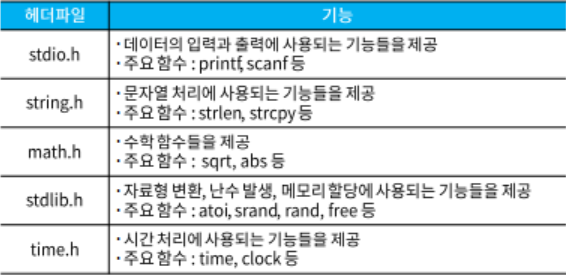 헤더파일 기능
stdio.h
· 데이터의 입력과 출력에 사용되는 기능들을 제공
· 주요 함수 : printf, scanf 등
string.h
· 문자열 처리에 사용되는 기능들을 제공
· 주요 함수 : strlen, strcpy 등
math.h
· 수학 함수들을 제공
· 주요 함수 : sqrt, abs 등
stdlib.h
· 자료형 변환, 난수 발생, 메모리 할당에 사용되는 기능들을 제공
· 주요 함수 : atoi, srand, rand, free 등
time.h
· 시간 처리에 사용되는 기능들을 제공
· 주요 함수 : time, clock 등